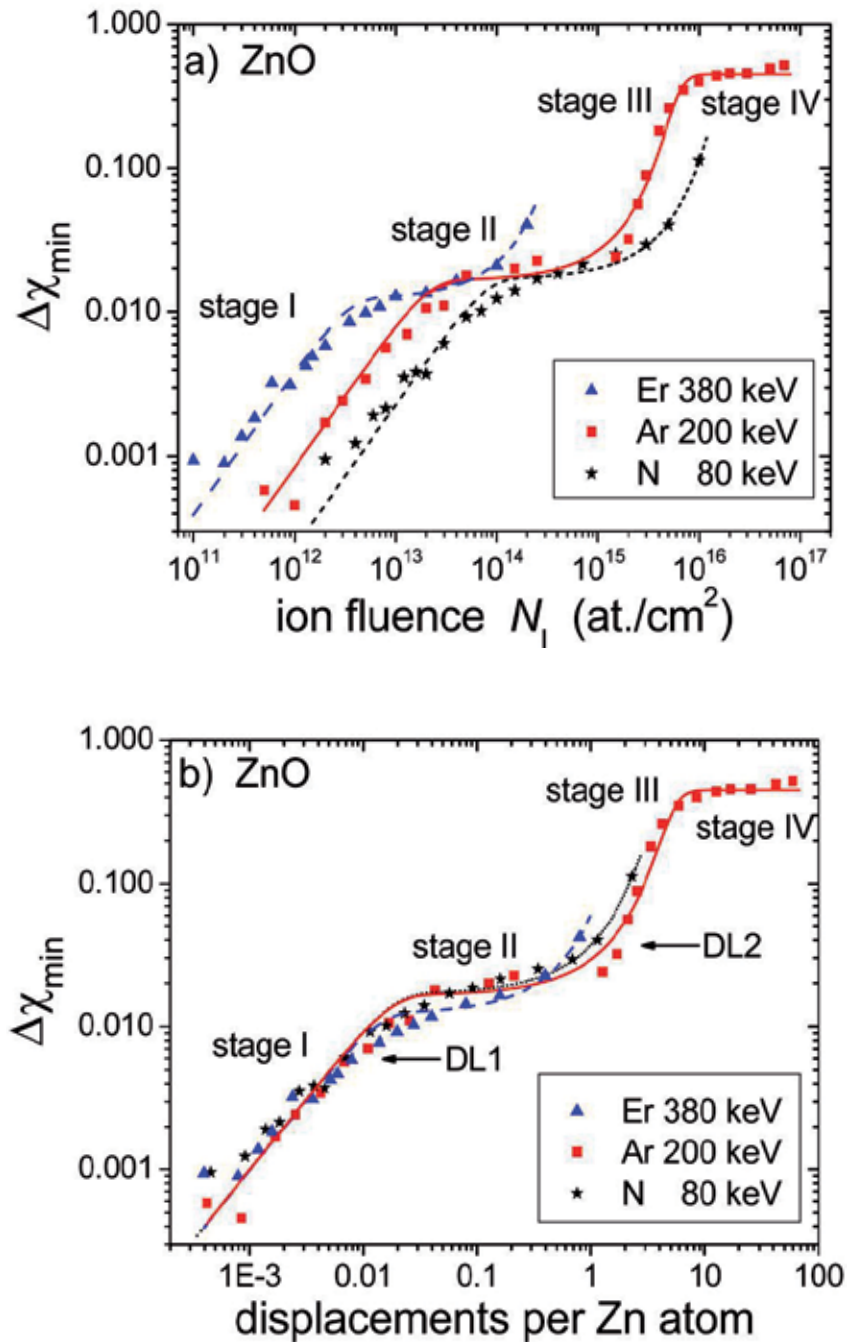 a) ZnO
1.000
0.100
0.010
0.001
Δχmin
stage I
stage II
stage III
stage IV
Er 380 keV
Ar 200 keV
N 80 keV
10¹¹ 10¹² 10¹³ 10¹⁴ 10¹⁵ 10¹⁶ 10¹⁷
ion fluence N_I (at./cm²)
b) ZnO
1.000
0.100
0.010
0.001
Δχmin
stage I
stage II
stage III
stage IV
DL2
DL1
Er 380 keV
Ar 200 keV
N 80 keV
1E-3 0.01 0.1 1 10 100
displacements per Zn atom